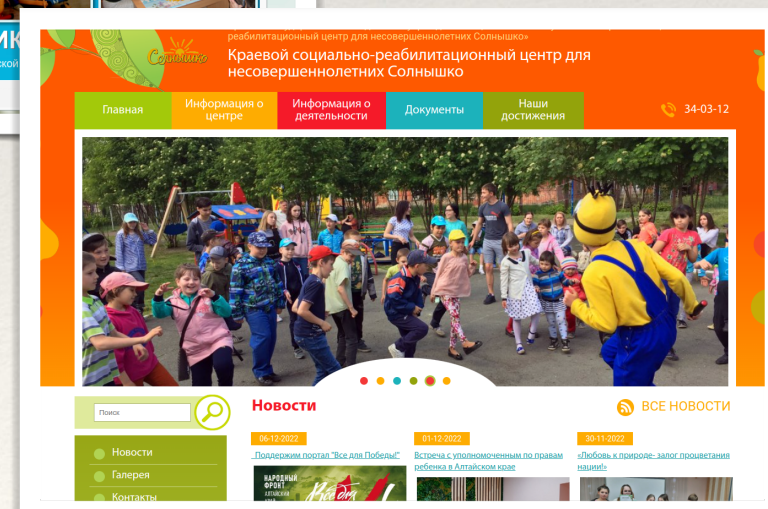 реабилитационный центр для несовершеннолетних Солнышко»
Солнышко
Краевой социально-реабилитационный центр для
несовершеннолетних Солнышко
Главная
Информация о
центре
Информация о
деятельности
Документы
Наши
достижения
34-03-12
Поиск
Новости
Галерея
Контакты
Новости
ВСЕ НОВОСТИ
06-12-2022
Поддержим портал "Все для Победы!"
НАРОДНЫЙ
ФРОНТ
АЛТАЙСКИЙ
01-12-2022
Встреча с уполномоченным по правам
ребенка в Алтайском крае
30-11-2022
«Любовь к природе- залог процветания
нации!»